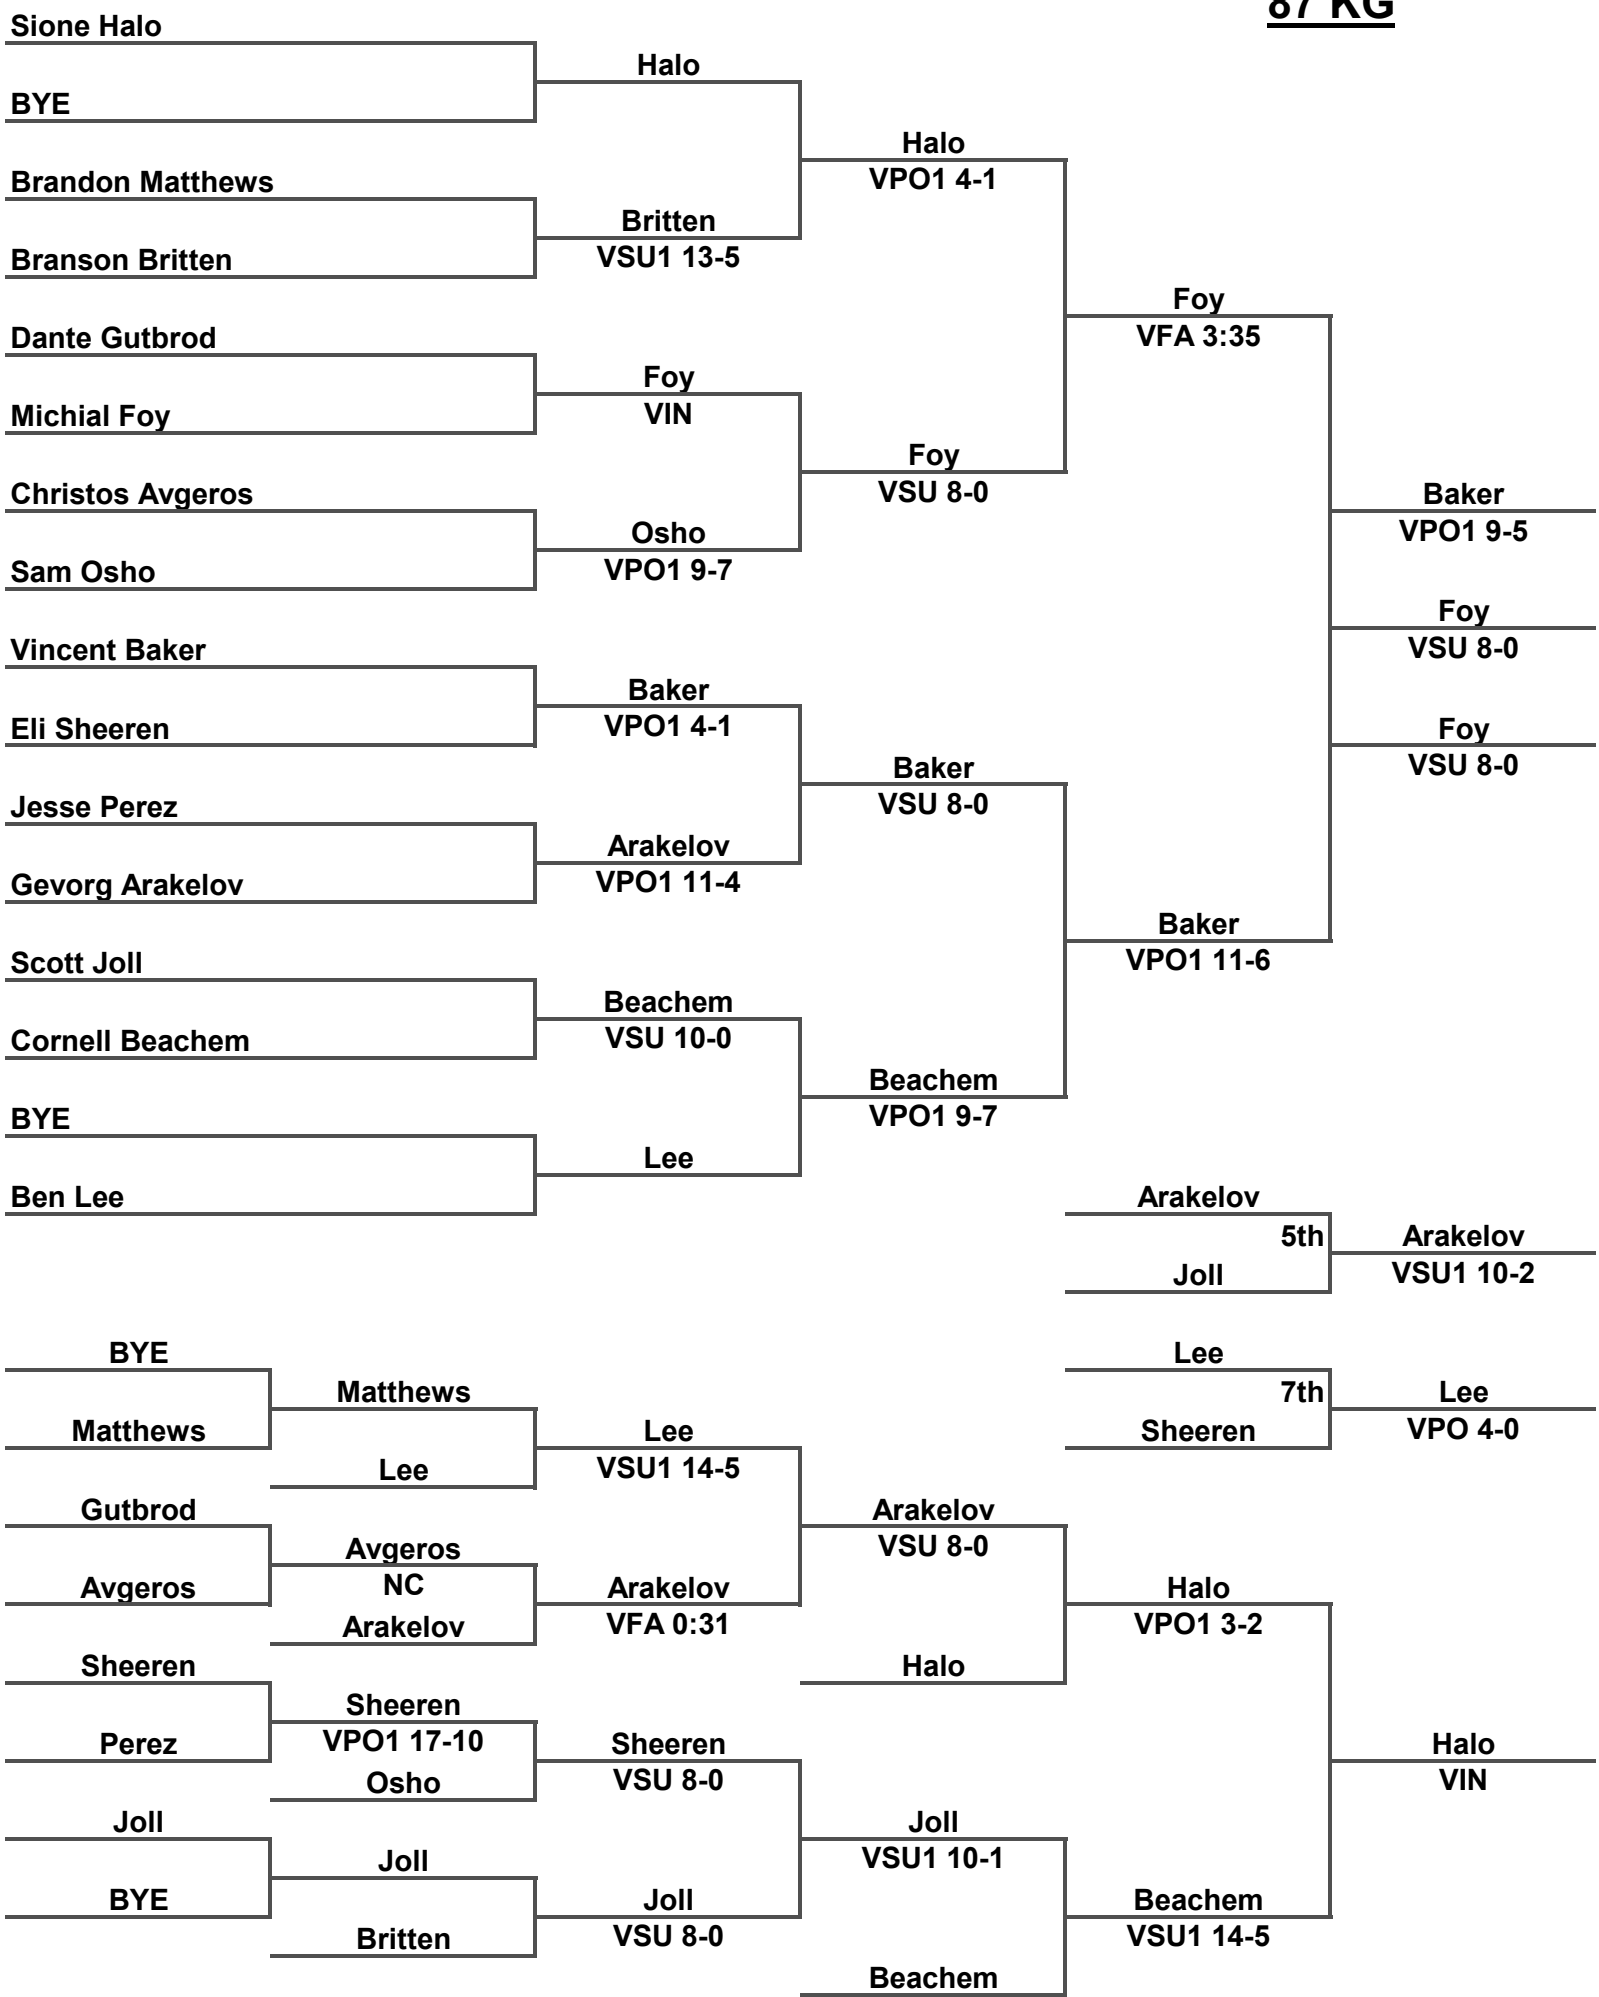 87 KG
Sione Halo
Halo
BYE
Halo
VPO1 4-1
Brandon Matthews
Britten
VSU1 13-5
Branson Britten
Foy
VFA 3:35
Dante Gutbrod
Foy
VIN
Michial Foy
Foy
VSU 8-0
Christos Avgeros
Baker
VPO1 9-5
Osho
VPO1 9-7
Sam Osho
Foy
VSU 8-0
Vincent Baker
Baker
VPO1 4-1
Eli Sheeren
Foy
VSU 8-0
Baker
VSU 8-0
Jesse Perez
Arakelov
VPO1 11-4
Gevorg Arakelov
Baker
VPO1 11-6
Scott Joll
Beachem
VSU 10-0
Cornell Beachem
Beachem
VPO1 9-7
BYE
Lee
Ben Lee
Arakelov
5th
Arakelov
VSU1 10-2
Joll
BYE
Lee
Matthews
7th
Lee
VPO 4-0
Matthews
Lee
VSU1 14-5
Sheeren
Lee
Gutbrod
Arakelov
VSU 8-0
Avgeros
NC
Avgeros
Arakelov
VFA 0:31
Halo
VPO1 3-2
Arakelov
Sheeren
Halo
Sheeren
VPO1 17-10
Perez
Sheeren
VSU 8-0
Halo
VIN
Osho
Joll
Joll
VSU1 10-1
Joll
BYE
Joll
VSU 8-0
Beachem
VSU1 14-5
Britten
Beachem